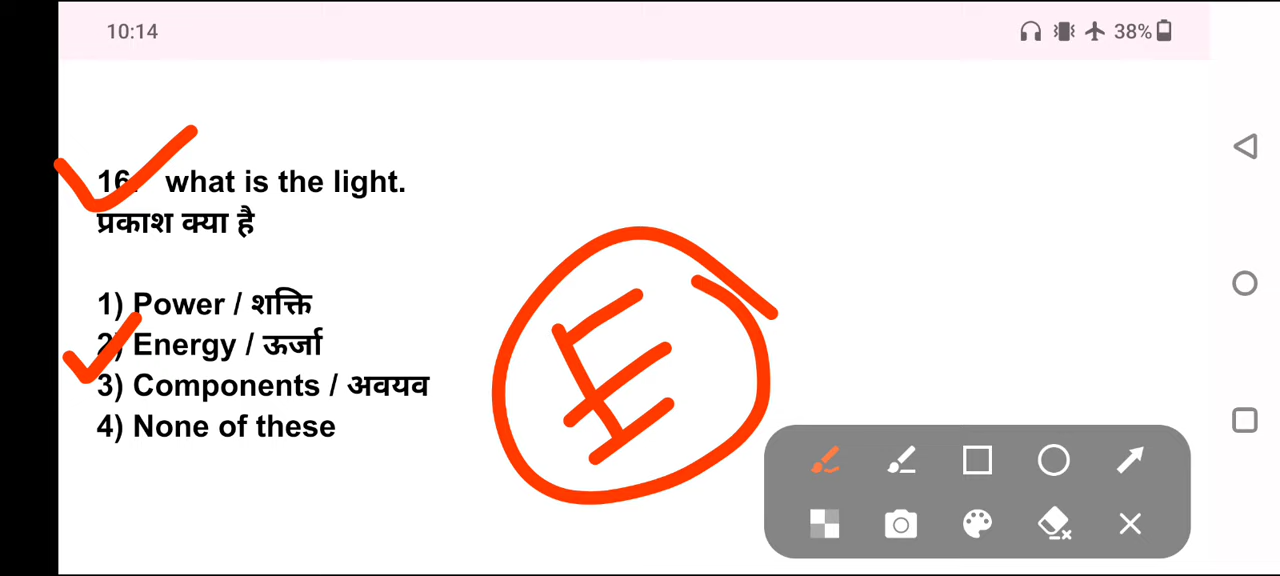 10:14
38%
16. what is the light.
प्रकाश क्या है
1) Power / शक्ति
2) Energy / ऊर्जा
3) Components / अवयव
4) None of these
E